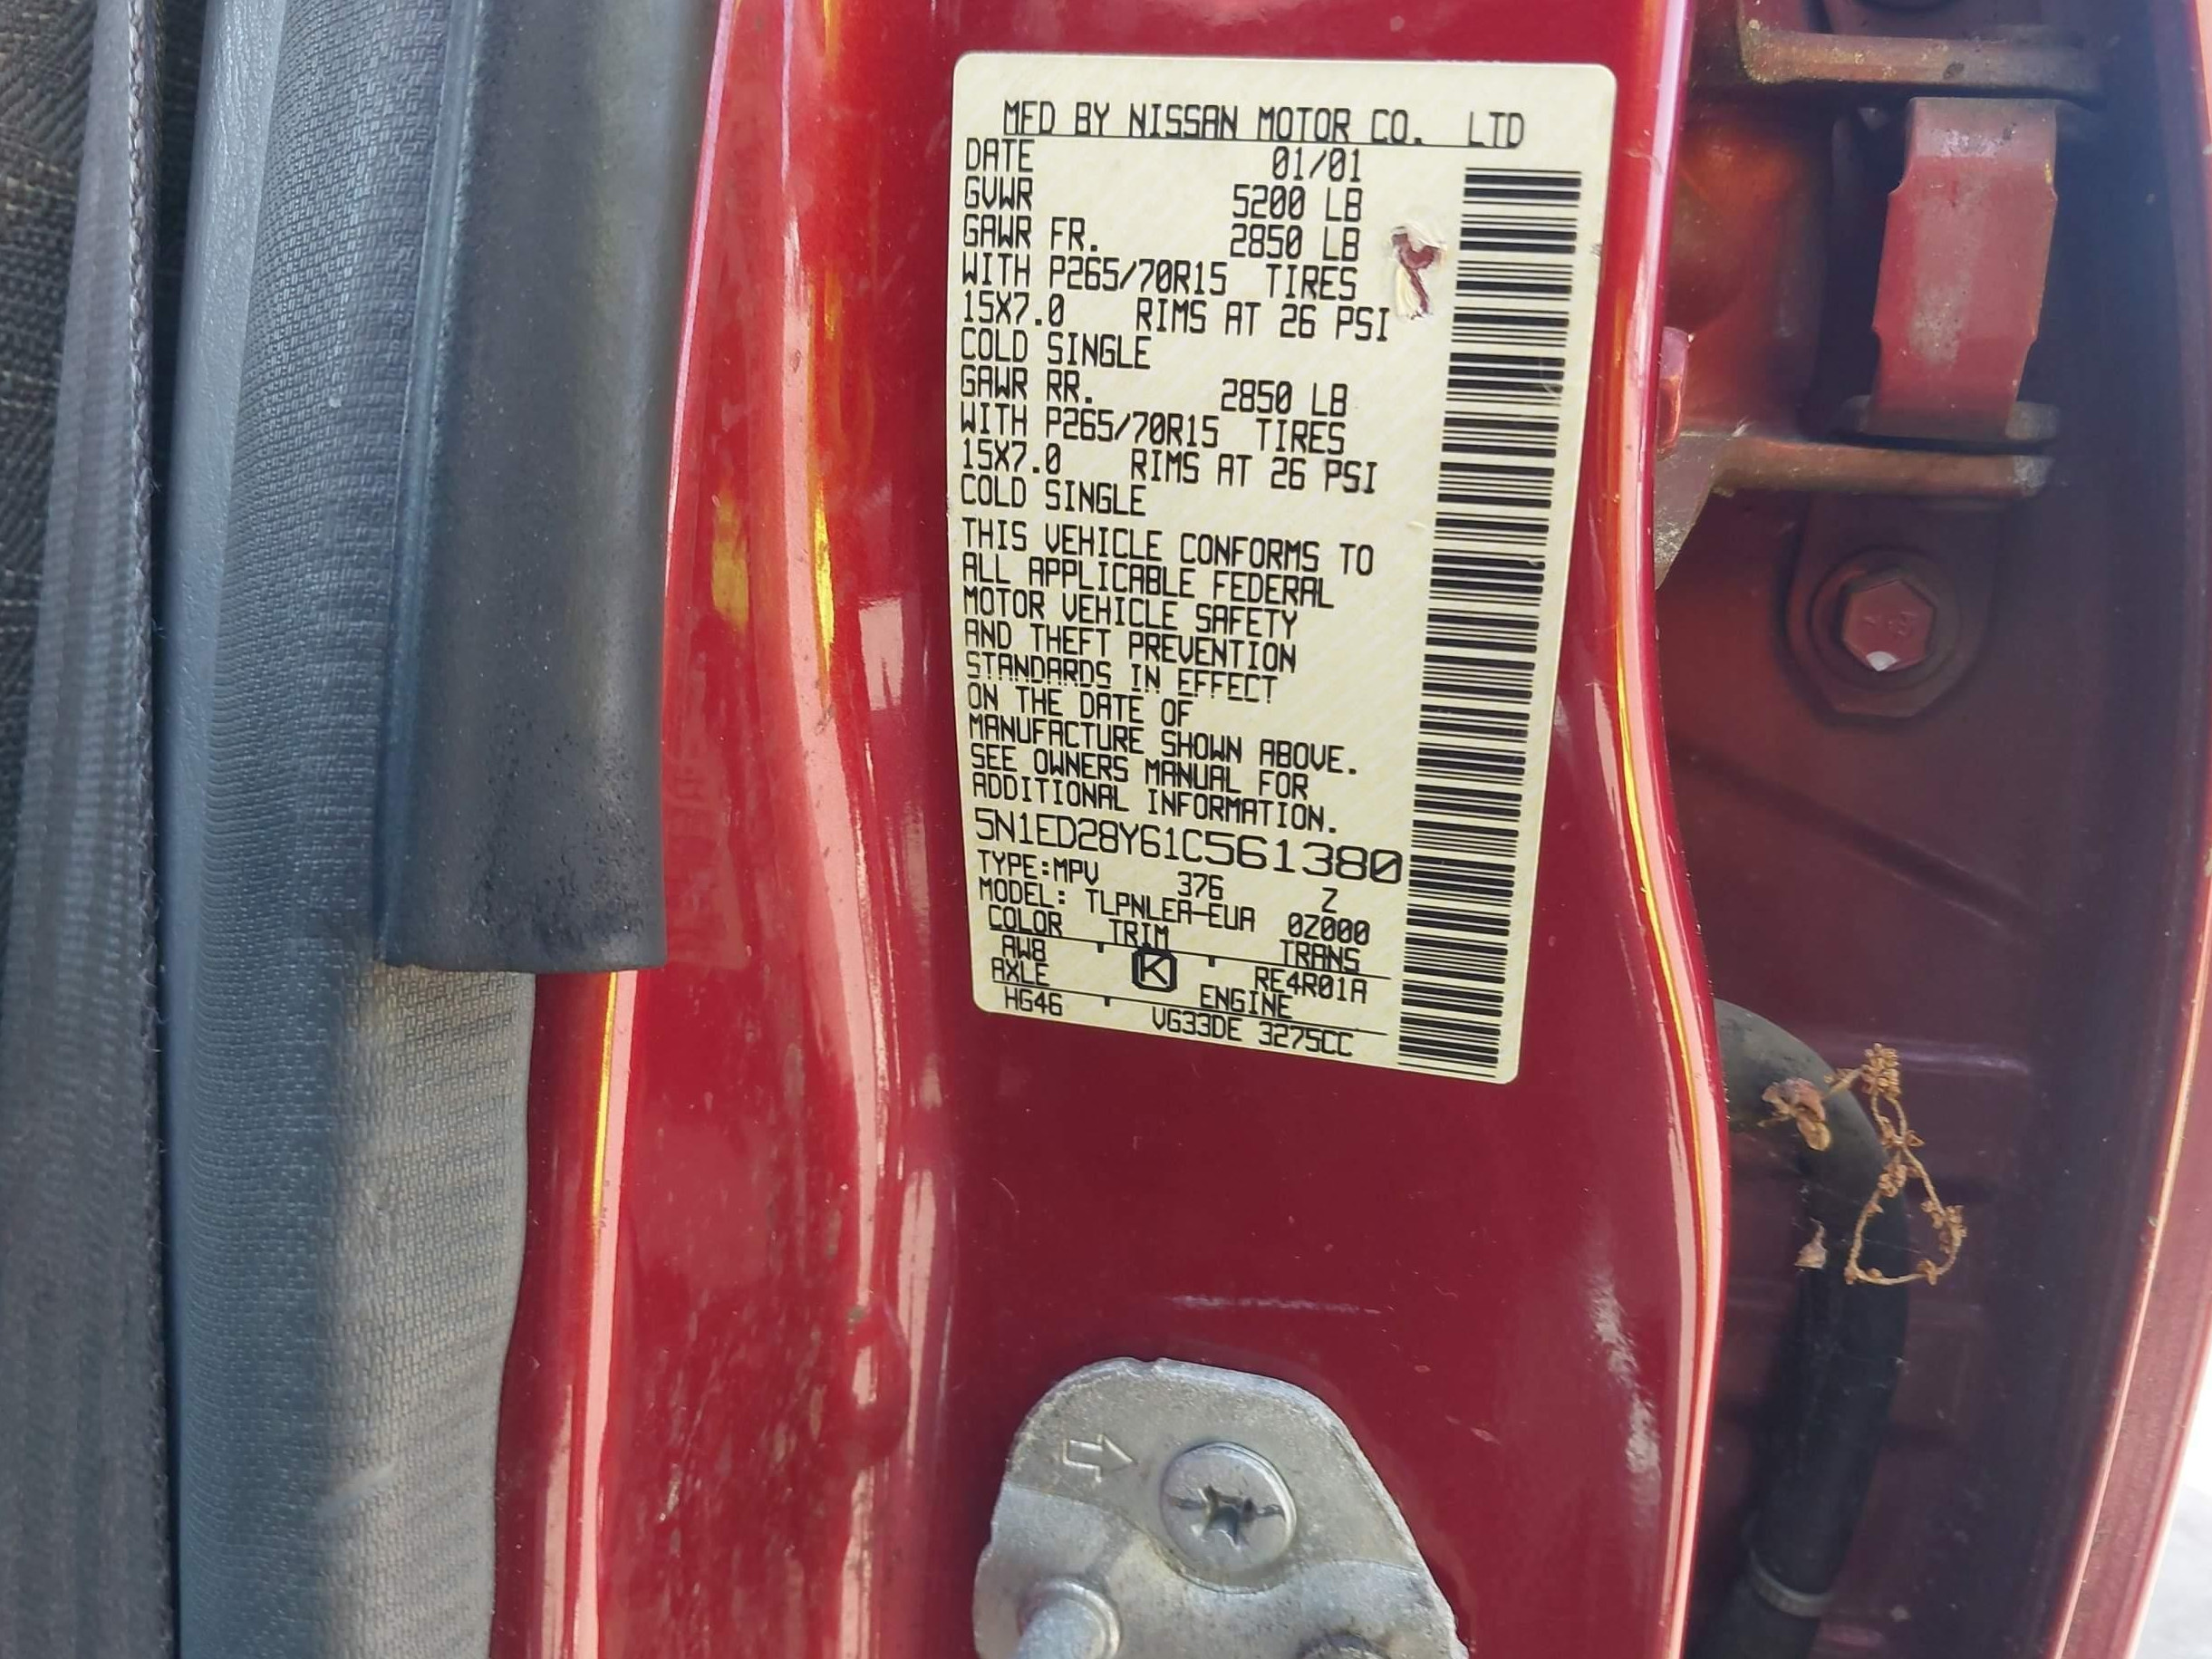 MFD BY NISSAN MOTOR CO. LTD
DATE 01/01
GVWR 5200 LB
GAWR FR. 2850 LB
WITH P265/70R15 TIRES
15X7.0 RIMS AT 26 PSI
COLD SINGLE
GAWR RR. 2850 LB
WITH P265/70R15 TIRES
15X7.0 RIMS AT 26 PSI
COLD SINGLE
THIS VEHICLE CONFORMS TO
ALL APPLICABLE FEDERAL
MOTOR VEHICLE SAFETY
AND THEFT PREVENTION
STANDARDS IN EFFECT
ON THE DATE OF
MANUFACTURE SHOWN ABOVE.
SEE OWNERS MANUAL FOR
ADDITIONAL INFORMATION.
5N1ED28Y61C561380
TYPE:MPV 376 Z
MODEL: TLPNLEA-EUA 0Z000
COLOR TRIM TRANS
AW8 K RE4R01A
AXLE ENGINE
HG46 VG33DE 3275CC